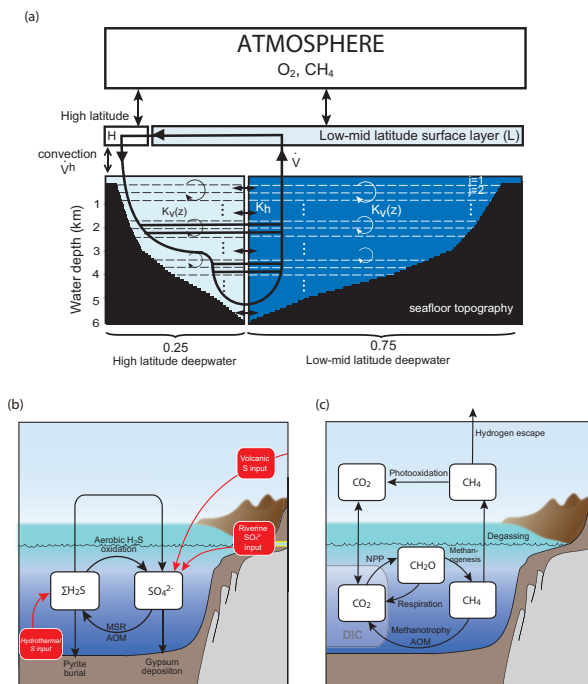 (a)
ATMOSPHERE
O2, CH4
High latitude
H
Low-mid latitude surface layer (L)
convection
V̇h
V̇
i=1
=2
Kh
Kv(z)
Kv(z)
Water depth (km)
1
2
3
4
5
6
seafloor topography
0.25
High latitude deepwater
0.75
Low-mid latitude deepwater
(b)
Volcanic
S input
Riverine
SO₄²⁻
input
Aerobic H2S
oxidation
ΣH2S
SO4²⁻
MSR
AOM
Hydrothermal
S input
Pyrite
burial
Gypsum
deposiiton
(c)
Hydrogen escape
CO2
Photooxidation
CH4
Degassing
NPP
CH2O
Methan-
ogenesis
CO2
Respiration
CH4
DIC
Methanotrophy
AOM